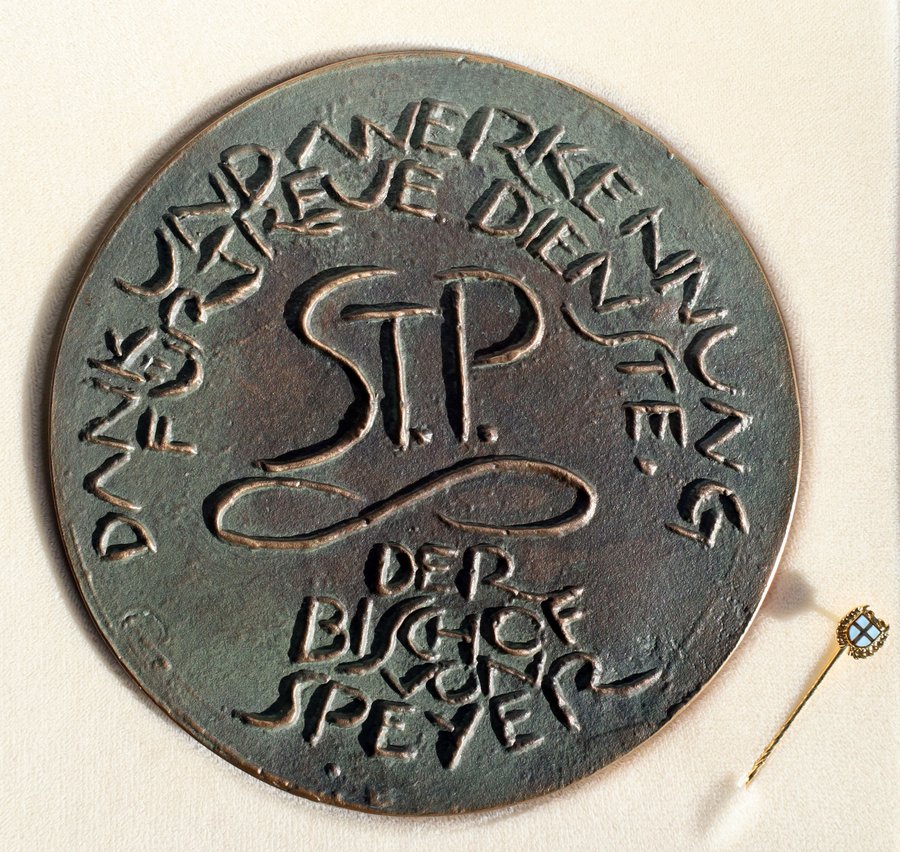 DANK UND ANERKENNUNG
FÜR TREUE DIENSTE.
ST.P.
DER
BISCHOF
VON
SPEYER